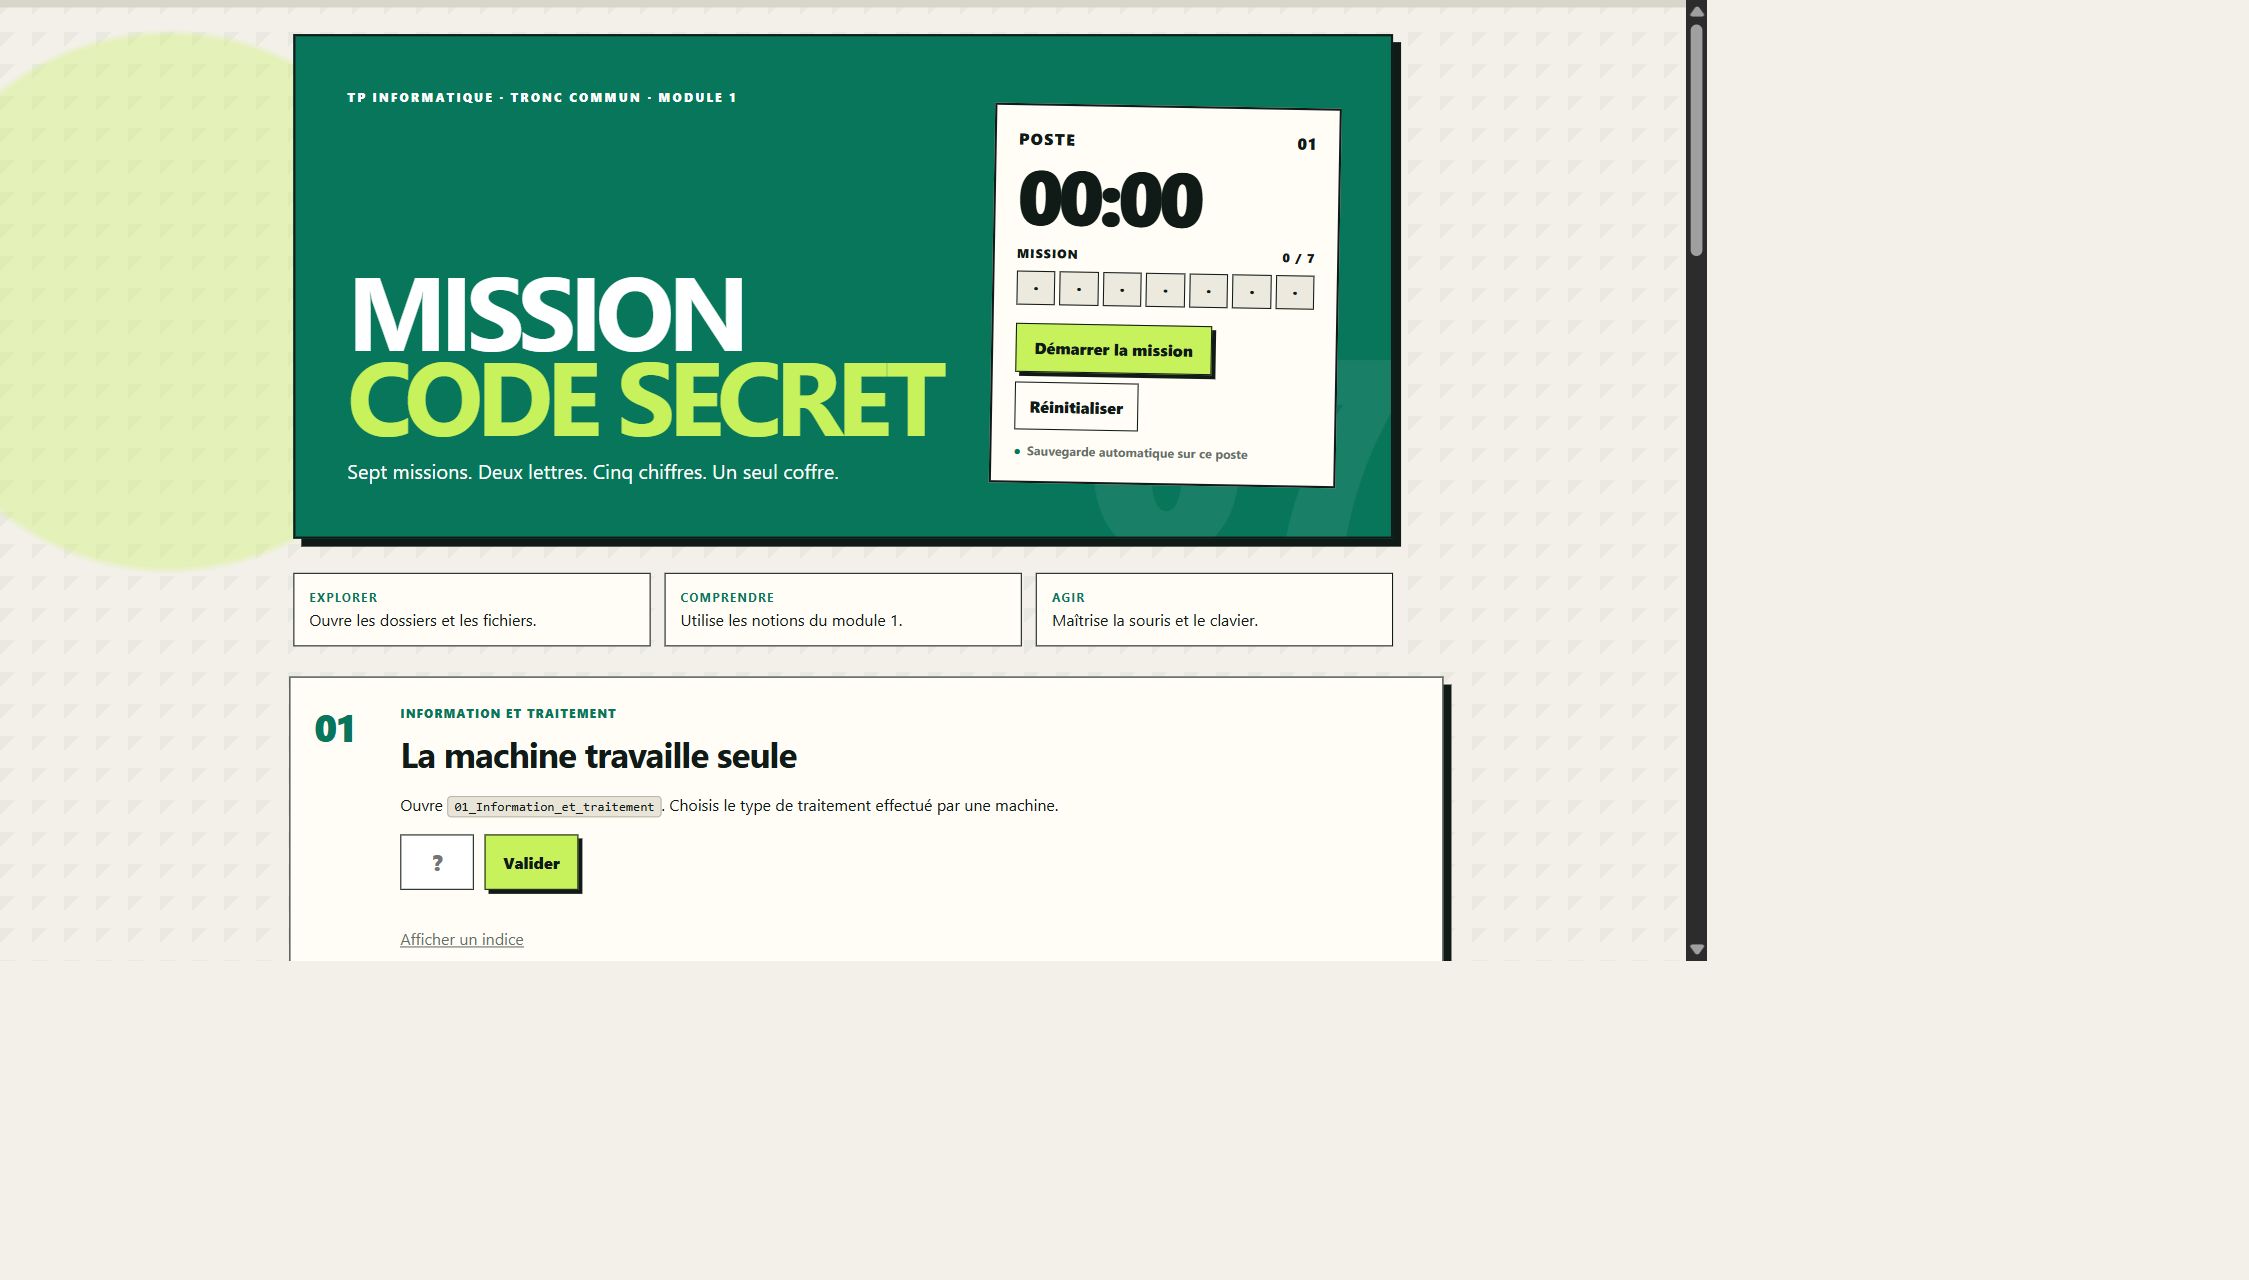 TP INFORMATIQUE · TRONC COMMUN · MODULE 1
MISSION
CODE SECRET
Sept missions. Deux lettres. Cinq chiffres. Un seul coffre.
POSTE 01
00:00
MISSION 0 / 7
· · · · · · ·
Démarrer la mission
Réinitialiser
• Sauvegarde automatique sur ce poste
07
EXPLORER
Ouvre les dossiers et les fichiers.
COMPRENDRE
Utilise les notions du module 1.
AGIR
Maîtrise la souris et le clavier.
01
INFORMATION ET TRAITEMENT
La machine travaille seule
Ouvre 01_Information_et_traitement. Choisis le type de traitement effectué par une machine.
? Valider
Afficher un indice